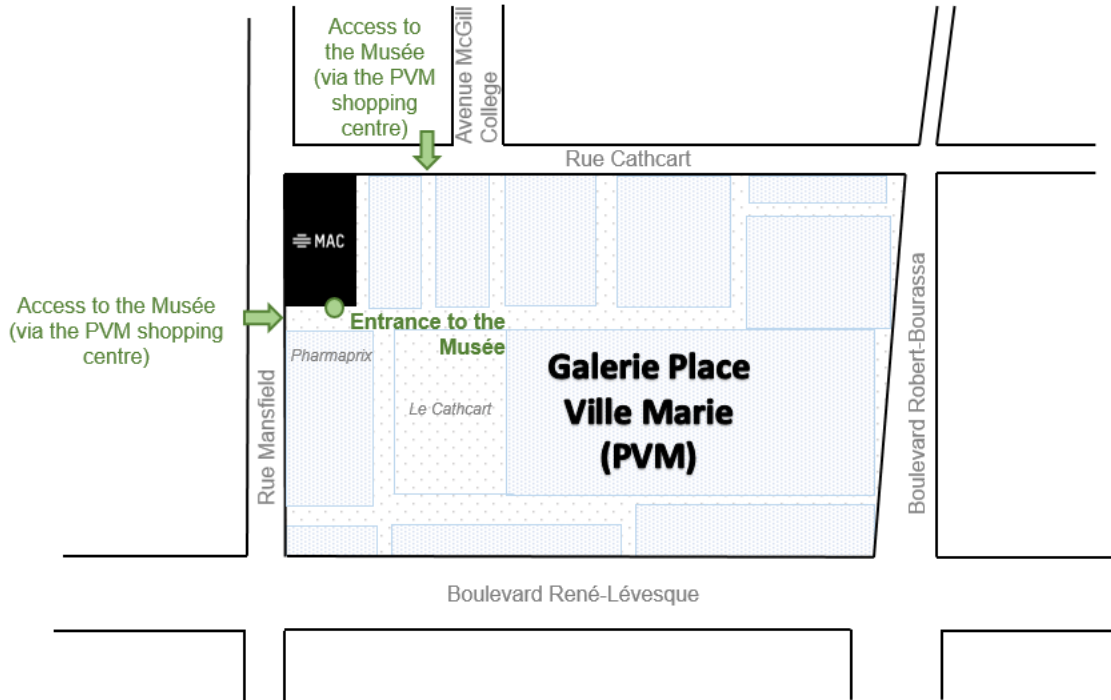 Access to
the Musée
(via the PVM
shopping
centre)
Avenue McGill
College
Rue Cathcart
MAC
Access to the Musée
(via the PVM shopping
centre)
Entrance to the
Musée
Pharmaprix
Le Cathcart
Galerie Place
Ville Marie
(PVM)
Rue Mansfield
Boulevard Robert-Bourassa
Boulevard René-Lévesque